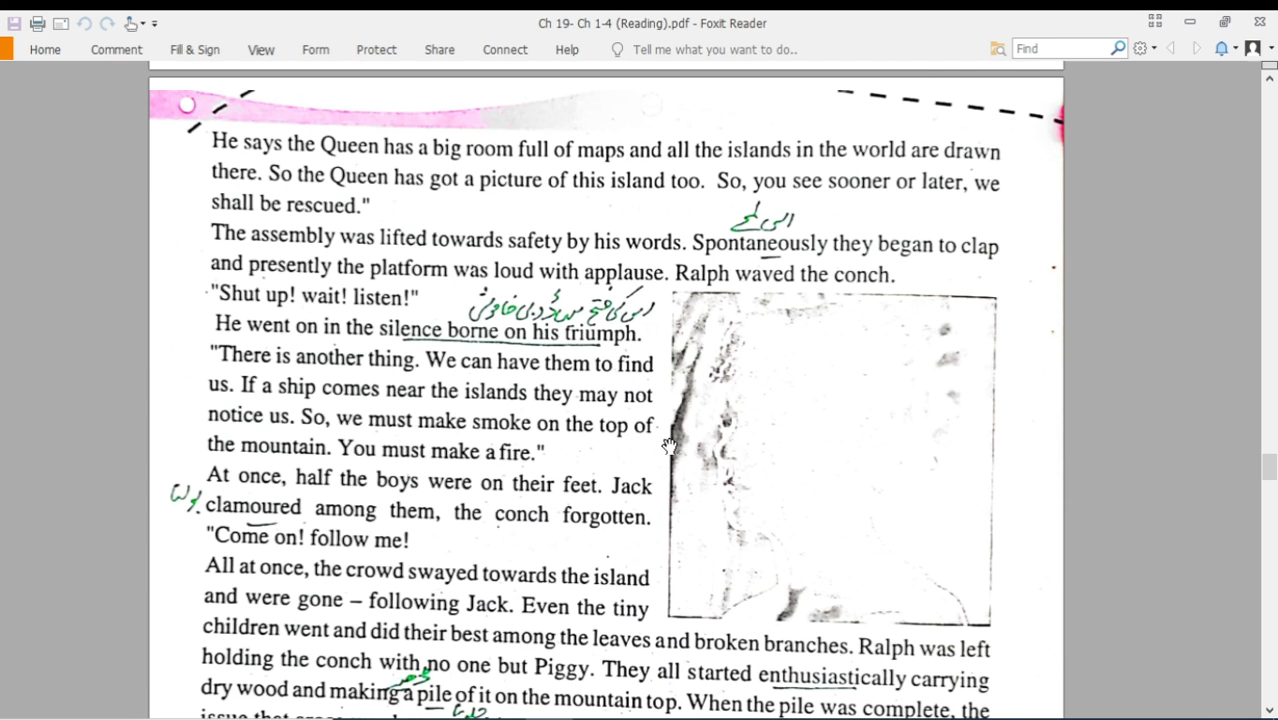 Ch 19- Ch 1-4 (Reading).pdf - Foxit Reader
Home Comment Fill & Sign View Form Protect Share Connect Help Tell me what you want to do.. Find
He says the Queen has a big room full of maps and all the islands in the world are drawn
there. So the Queen has got a picture of this island too. So, you see sooner or later, we
shall be rescued."
اسی لمحے
The assembly was lifted towards safety by his words. Spontaneously they began to clap
and presently the platform was loud with applause. Ralph waved the conch.
"Shut up! wait! listen!"
اس کی فتح میں خاموشی
He went on in the silence borne on his triumph.
"There is another thing. We can have them to find
us. If a ship comes near the islands they may not
notice us. So, we must make smoke on the top of
the mountain. You must make a fire."
At once, half the boys were on their feet. Jack
clamoured among them, the conch forgotten.
"Come on! follow me!
All at once, the crowd swayed towards the island
and were gone – following Jack. Even the tiny
children went and did their best among the leaves and broken branches. Ralph was left
holding the conch with no one but Piggy. They all started enthusiastically carrying
dry wood and making a pile of it on the mountain top. When the pile was complete, the